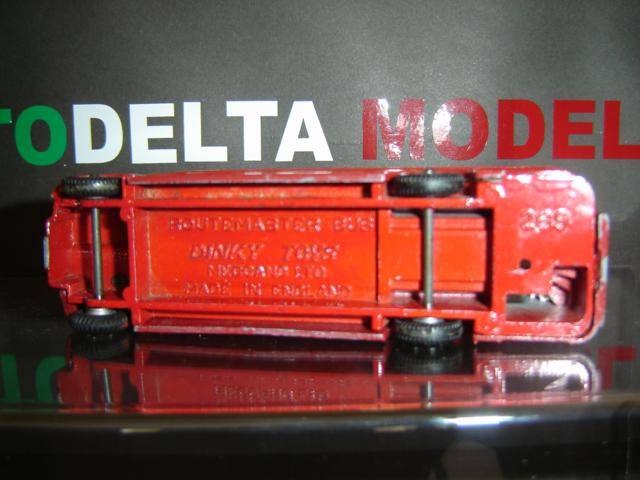 TODELTA MODEL
ROUTEMASTER BUS
289
DINKY TOYS
MECCANO LTD
MADE IN ENGLAND